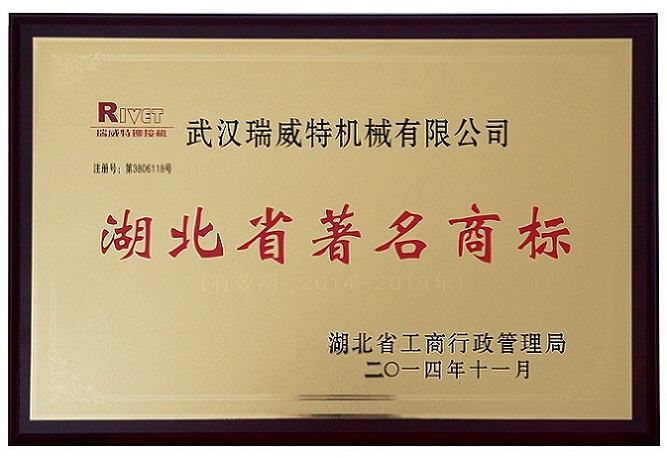 RIVET
瑞威特铆接机
武汉瑞威特机械有限公司
注册号：第3806118号
湖北省著名商标
（有效期：2014—2019年）
湖北省工商行政管理局
二〇一四年十一月